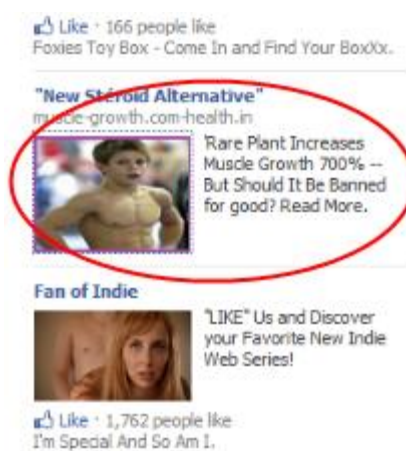 Like · 166 people like
Foxies Toy Box - Come In and Find Your BoxXx.
"New Steroid Alternative"
muscle-growth.com-health.in
'Rare Plant Increases
Muscle Growth 700% --
But Should It Be Banned
for good? Read More.
Fan of Indie
"LIKE" Us and Discover
your Favorite New Indie
Web Series!
Like · 1,762 people like
I'm Special And So Am I.